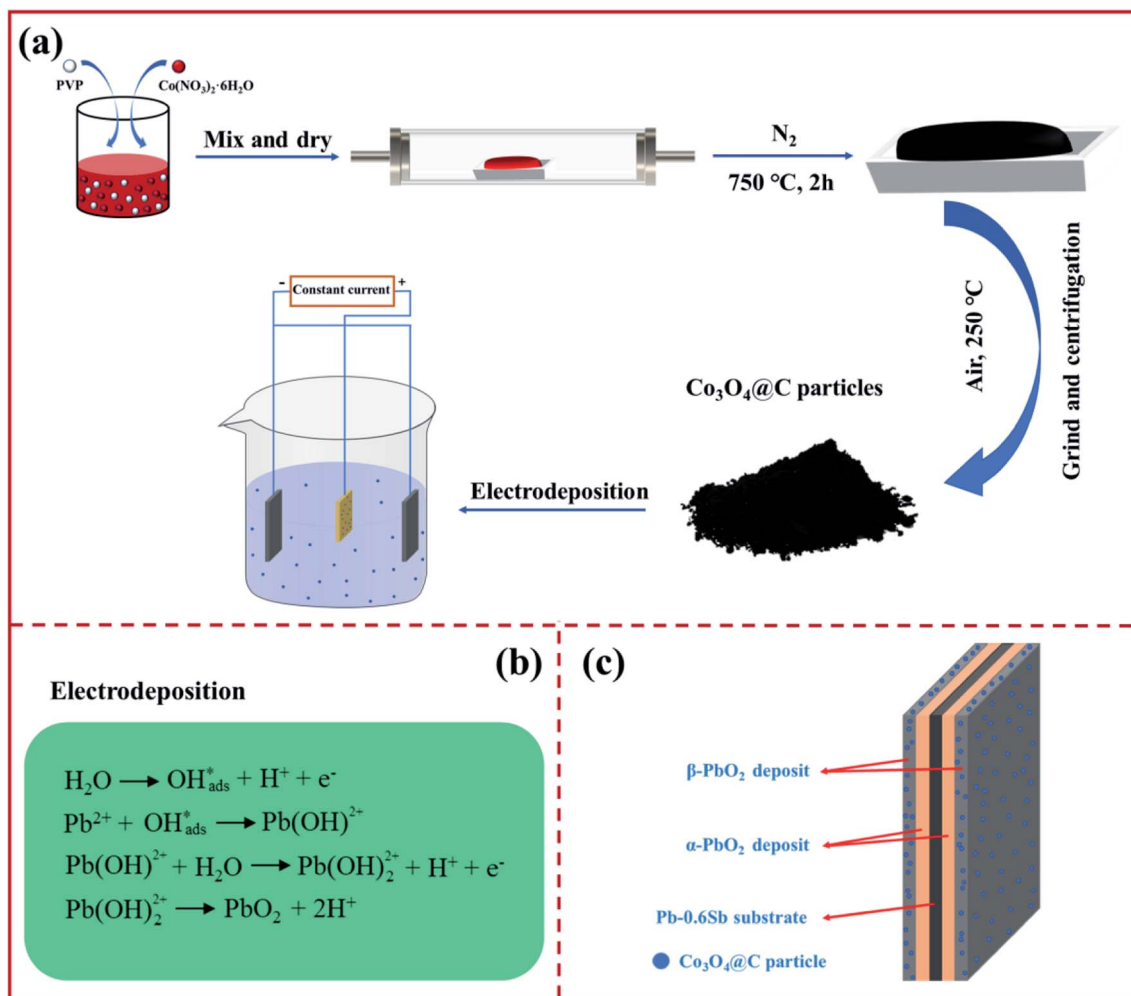 (a)
PVP
Co(NO₃)₂·6H₂O
Mix and dry
N₂
750 °C, 2h
Air, 250 °C
Grind and centrifugation
- Constant current +
Co₃O₄@C particles
Electrodeposition
(b)
Electrodeposition
H₂O → OH*ads + H⁺ + e⁻
Pb²⁺ + OH*ads → Pb(OH)²⁺
Pb(OH)²⁺ + H₂O → Pb(OH)₂²⁺ + H⁺ + e⁻
Pb(OH)₂²⁺ → PbO₂ + 2H⁺
(c)
β-PbO₂ deposit
α-PbO₂ deposit
Pb-0.6Sb substrate
Co₃O₄@C particle